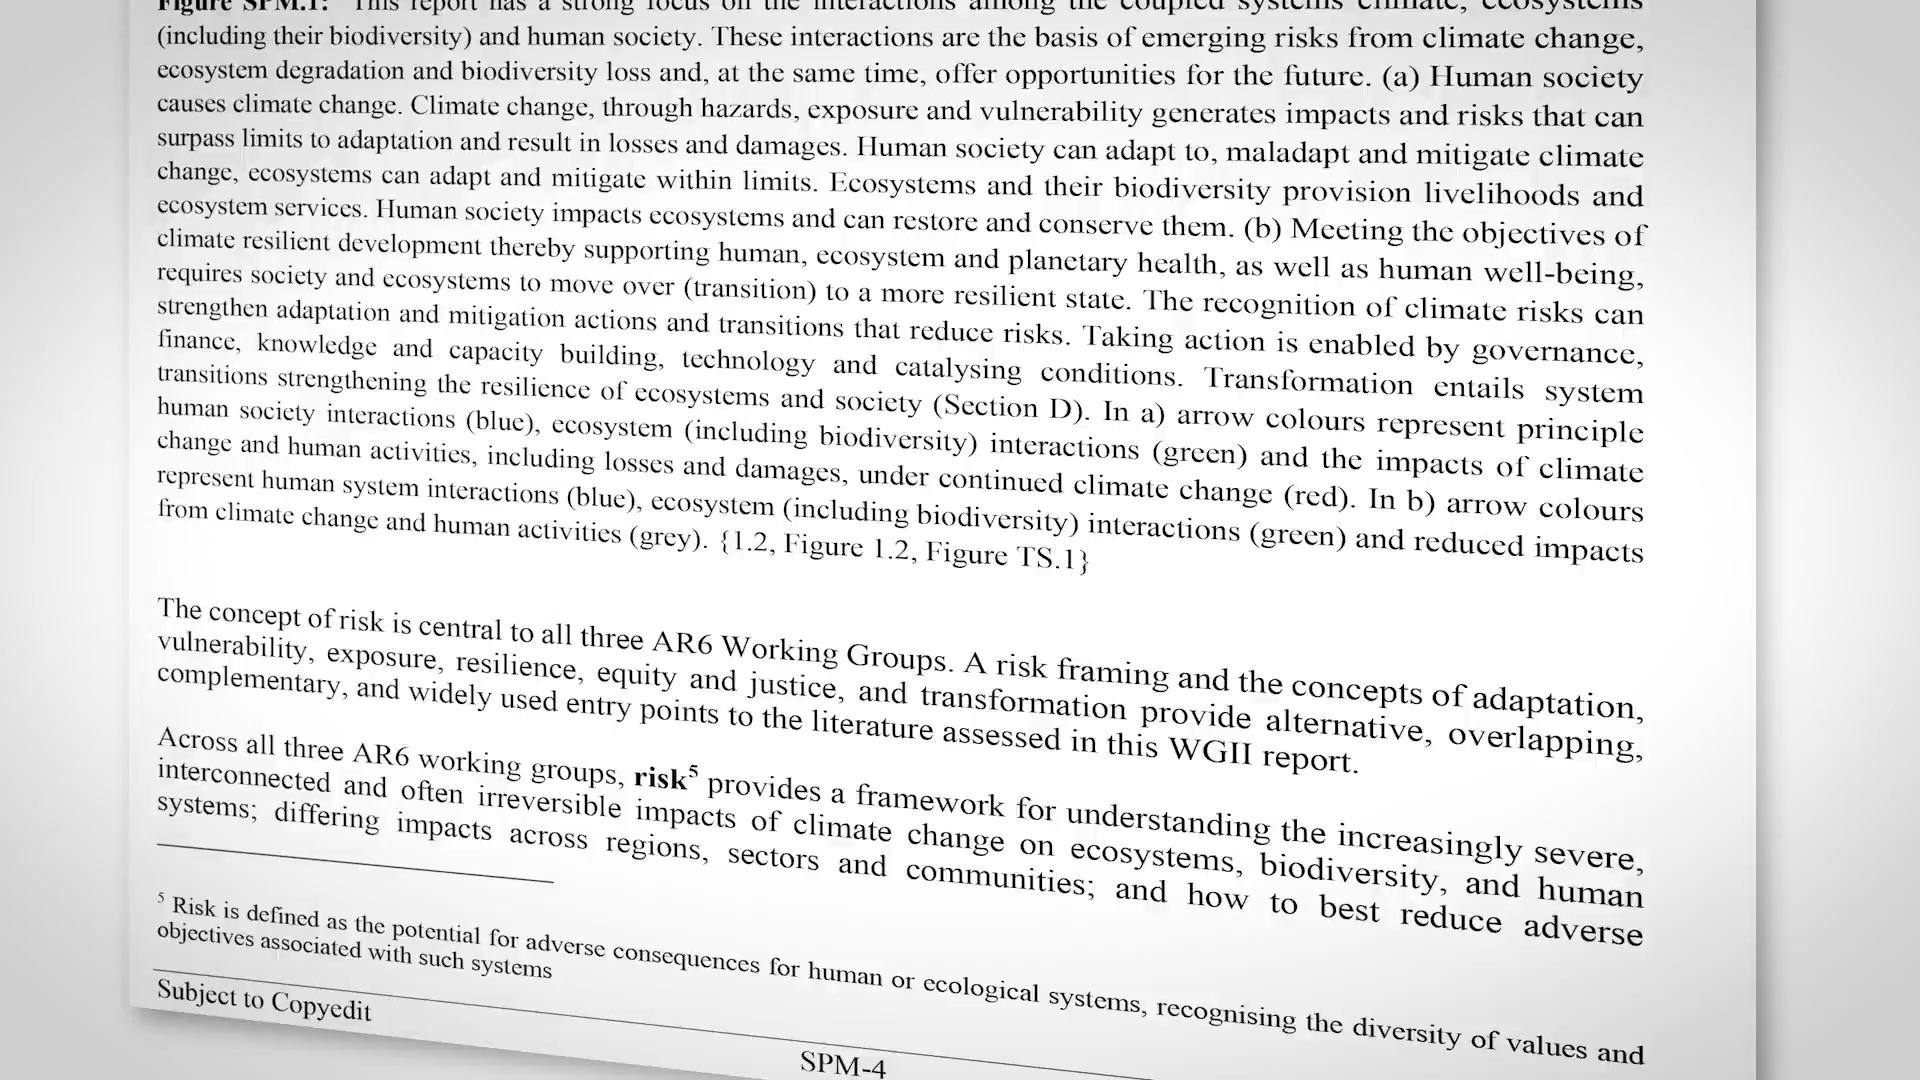 Figure SPM.1: This report has a strong focus on the interactions among the coupled systems climate, ecosystems
(including their biodiversity) and human society. These interactions are the basis of emerging risks from climate change,
ecosystem degradation and biodiversity loss and, at the same time, offer opportunities for the future. (a) Human society
causes climate change. Climate change, through hazards, exposure and vulnerability generates impacts and risks that can
surpass limits to adaptation and result in losses and damages. Human society can adapt to, maladapt and mitigate climate
change, ecosystems can adapt and mitigate within limits. Ecosystems and their biodiversity provision livelihoods and
ecosystem services. Human society impacts ecosystems and can restore and conserve them. (b) Meeting the objectives of
climate resilient development thereby supporting human, ecosystem and planetary health, as well as human well-being,
requires society and ecosystems to move over (transition) to a more resilient state. The recognition of climate risks can
strengthen adaptation and mitigation actions and transitions that reduce risks. Taking action is enabled by governance,
finance, knowledge and capacity building, technology and catalysing conditions. Transformation entails system
transitions strengthening the resilience of ecosystems and society (Section D). In a) arrow colours represent principle
human society interactions (blue), ecosystem (including biodiversity) interactions (green) and the impacts of climate
change and human activities, including losses and damages, under continued climate change (red). In b) arrow colours
represent human system interactions (blue), ecosystem (including biodiversity) interactions (green) and reduced impacts
from climate change and human activities (grey). {1.2, Figure 1.2, Figure TS.1}
The concept of risk is central to all three AR6 Working Groups. A risk framing and the concepts of adaptation,
vulnerability, exposure, resilience, equity and justice, and transformation provide alternative, overlapping,
complementary, and widely used entry points to the literature assessed in this WGII report.
Across all three AR6 working groups, risk⁵ provides a framework for understanding the increasingly severe,
interconnected and often irreversible impacts of climate change on ecosystems, biodiversity, and human
systems; differing impacts across regions, sectors and communities; and how to best reduce adverse
⁵ Risk is defined as the potential for adverse consequences for human or ecological systems, recognising the diversity of values and
objectives associated with such systems
Subject to Copyedit
SPM-4